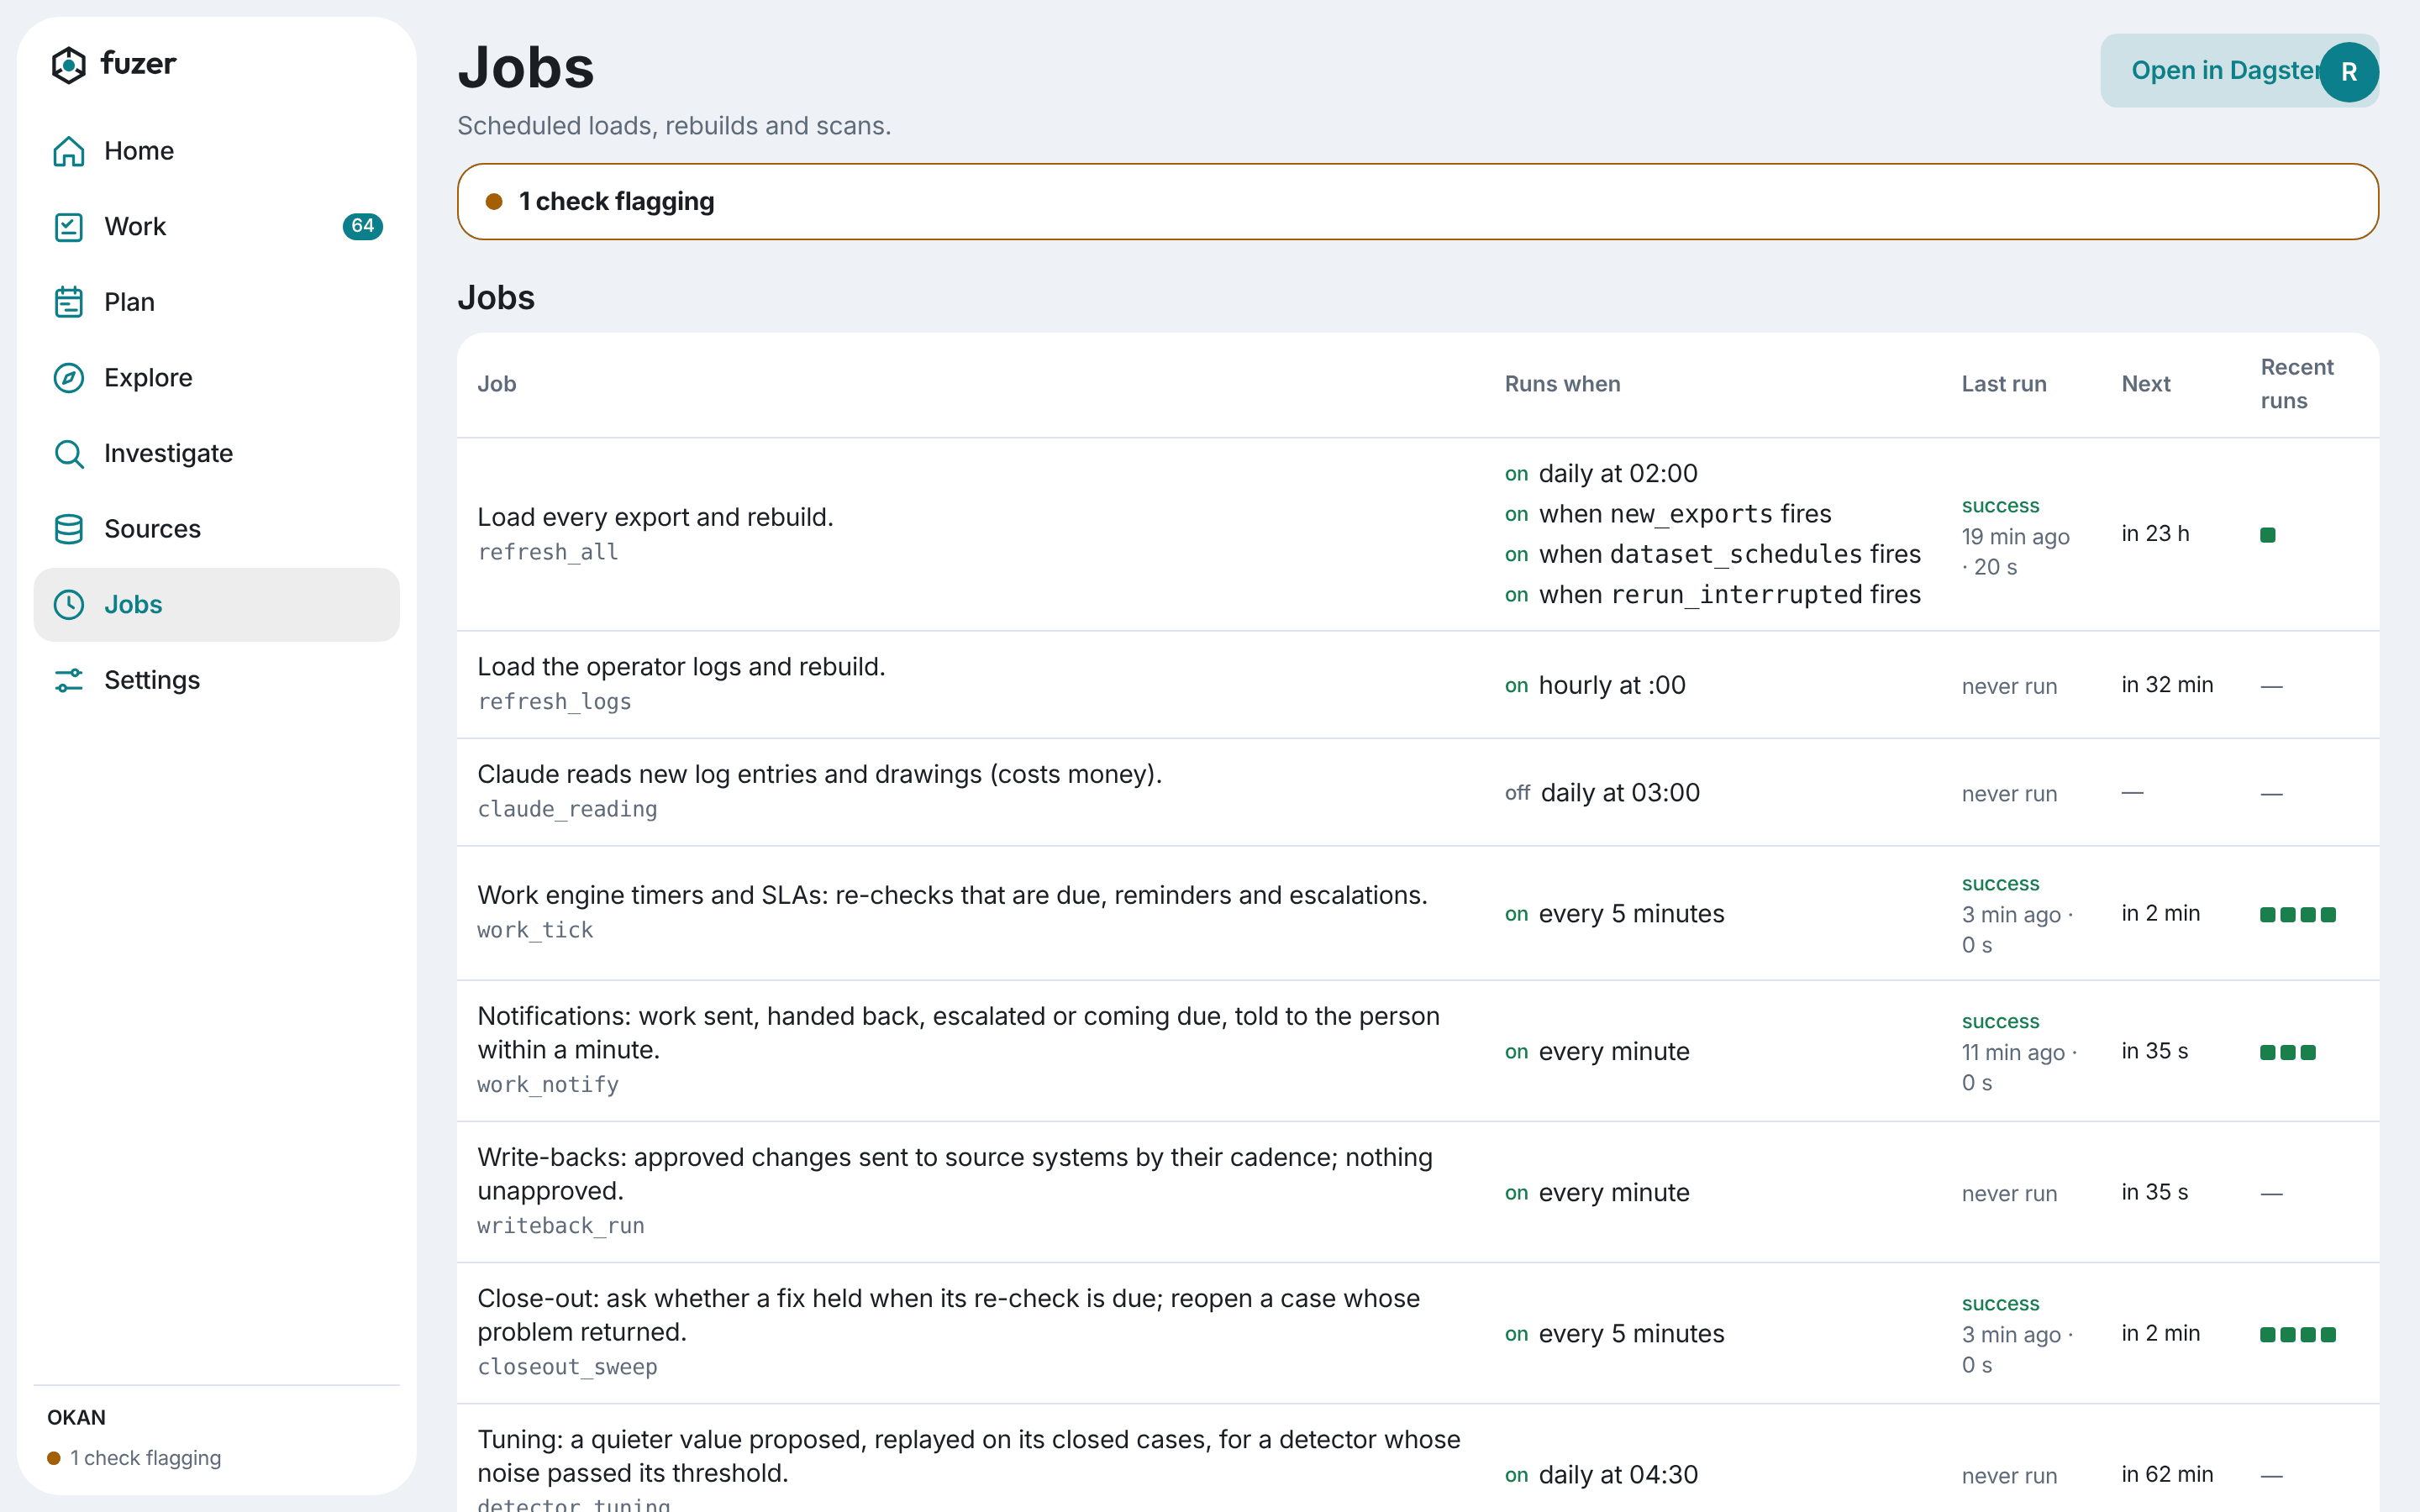 fuzer
Home
Work 64
Plan
Explore
Investigate
Sources
Jobs
Settings
OKAN
1 check flagging
Jobs
Scheduled loads, rebuilds and scans.
Open in Dagster
R
1 check flagging
Jobs
Job Runs when Last run Next Recent runs
Load every export and rebuild.
refresh_all
on daily at 02:00
on when new_exports fires
on when dataset_schedules fires
on when rerun_interrupted fires
success
19 min ago
· 20 s
in 23 h
Load the operator logs and rebuild.
refresh_logs
on hourly at :00
never run
in 32 min
—
Claude reads new log entries and drawings (costs money).
claude_reading
off daily at 03:00
never run
—
—
Work engine timers and SLAs: re-checks that are due, reminders and escalations.
work_tick
on every 5 minutes
success
3 min ago ·
0 s
in 2 min
Notifications: work sent, handed back, escalated or coming due, told to the person
within a minute.
work_notify
on every minute
success
11 min ago ·
0 s
in 35 s
Write-backs: approved changes sent to source systems by their cadence; nothing
unapproved.
writeback_run
on every minute
never run
in 35 s
—
Close-out: ask whether a fix held when its re-check is due; reopen a case whose
problem returned.
closeout_sweep
on every 5 minutes
success
3 min ago ·
0 s
in 2 min
Tuning: a quieter value proposed, replayed on its closed cases, for a detector whose
noise passed its threshold.
detector_tuning
on daily at 04:30
never run
in 62 min
—